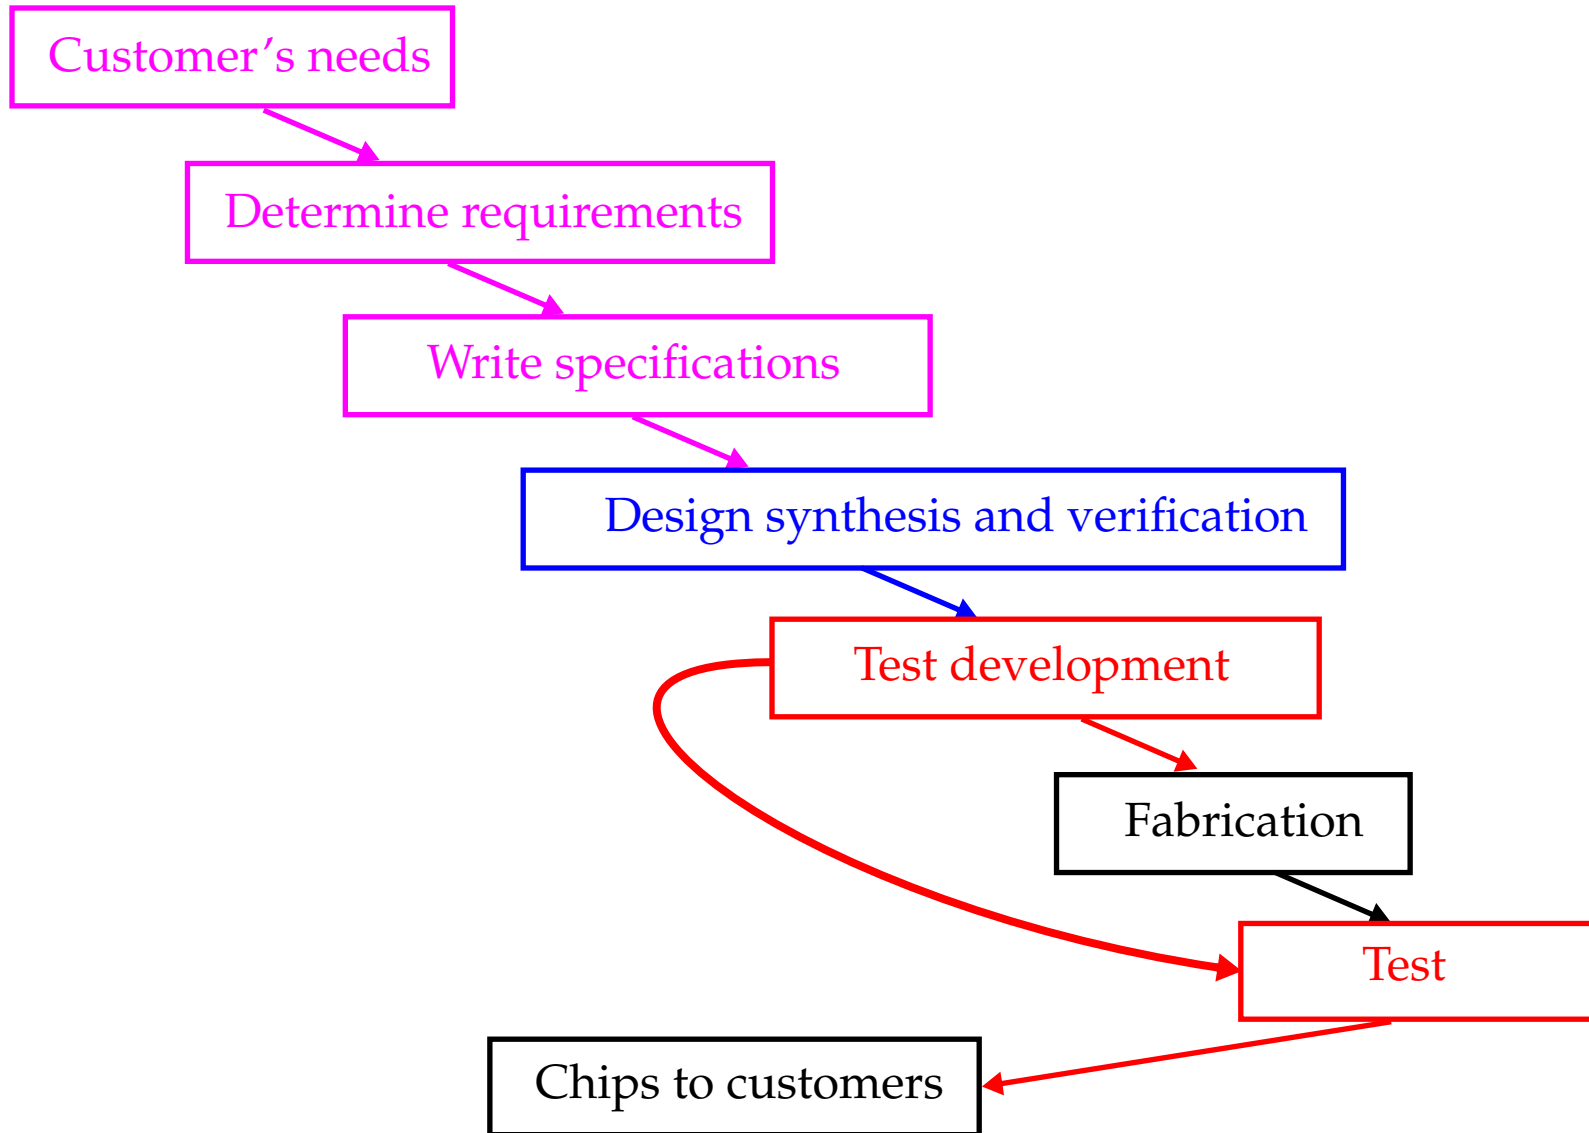 Customer’s needs
Determine requirements
Write specifications
Design synthesis and verification
Test development
Fabrication
Test
Chips to customers